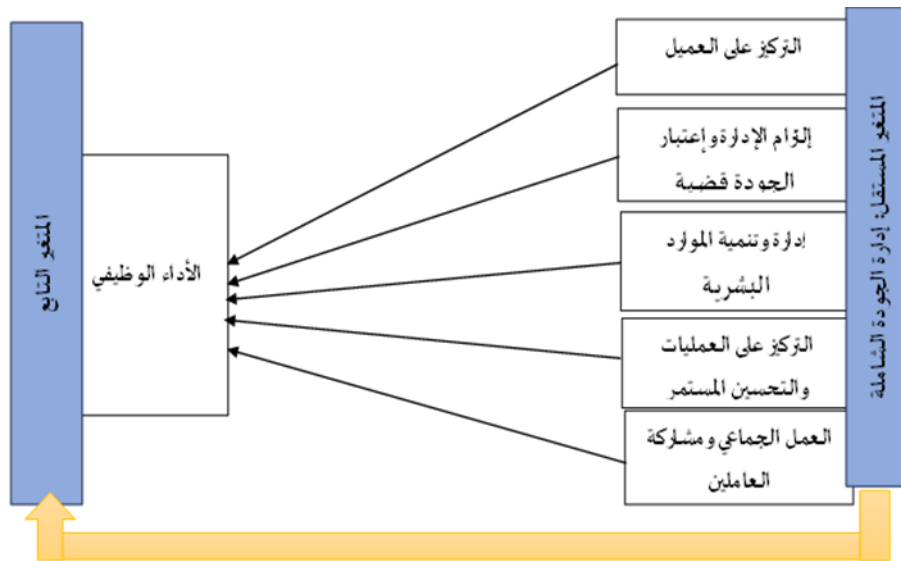 المتغير المستقل: إدارة الجودة الشاملة
التركيز على العميل
إلتزام الإدارة وإعتبار
الجودة قضية
إدارة وتنمية الموارد
البشرية
التركيز على العمليات
والتحسين المستمر
العمل الجماعي ومشاركة
العاملين
الأداء الوظيفي
المتغير التابع